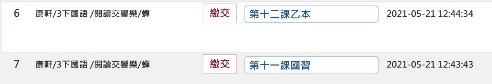 6 康軒/3下國語 /閱讀交響樂/蟬 繳交 第十二課乙本 2021-05-21 12:44:34
7 康軒/3下國語 /閱讀交響樂/蟬 繳交 第十一課國習 2021-05-21 12:43:43